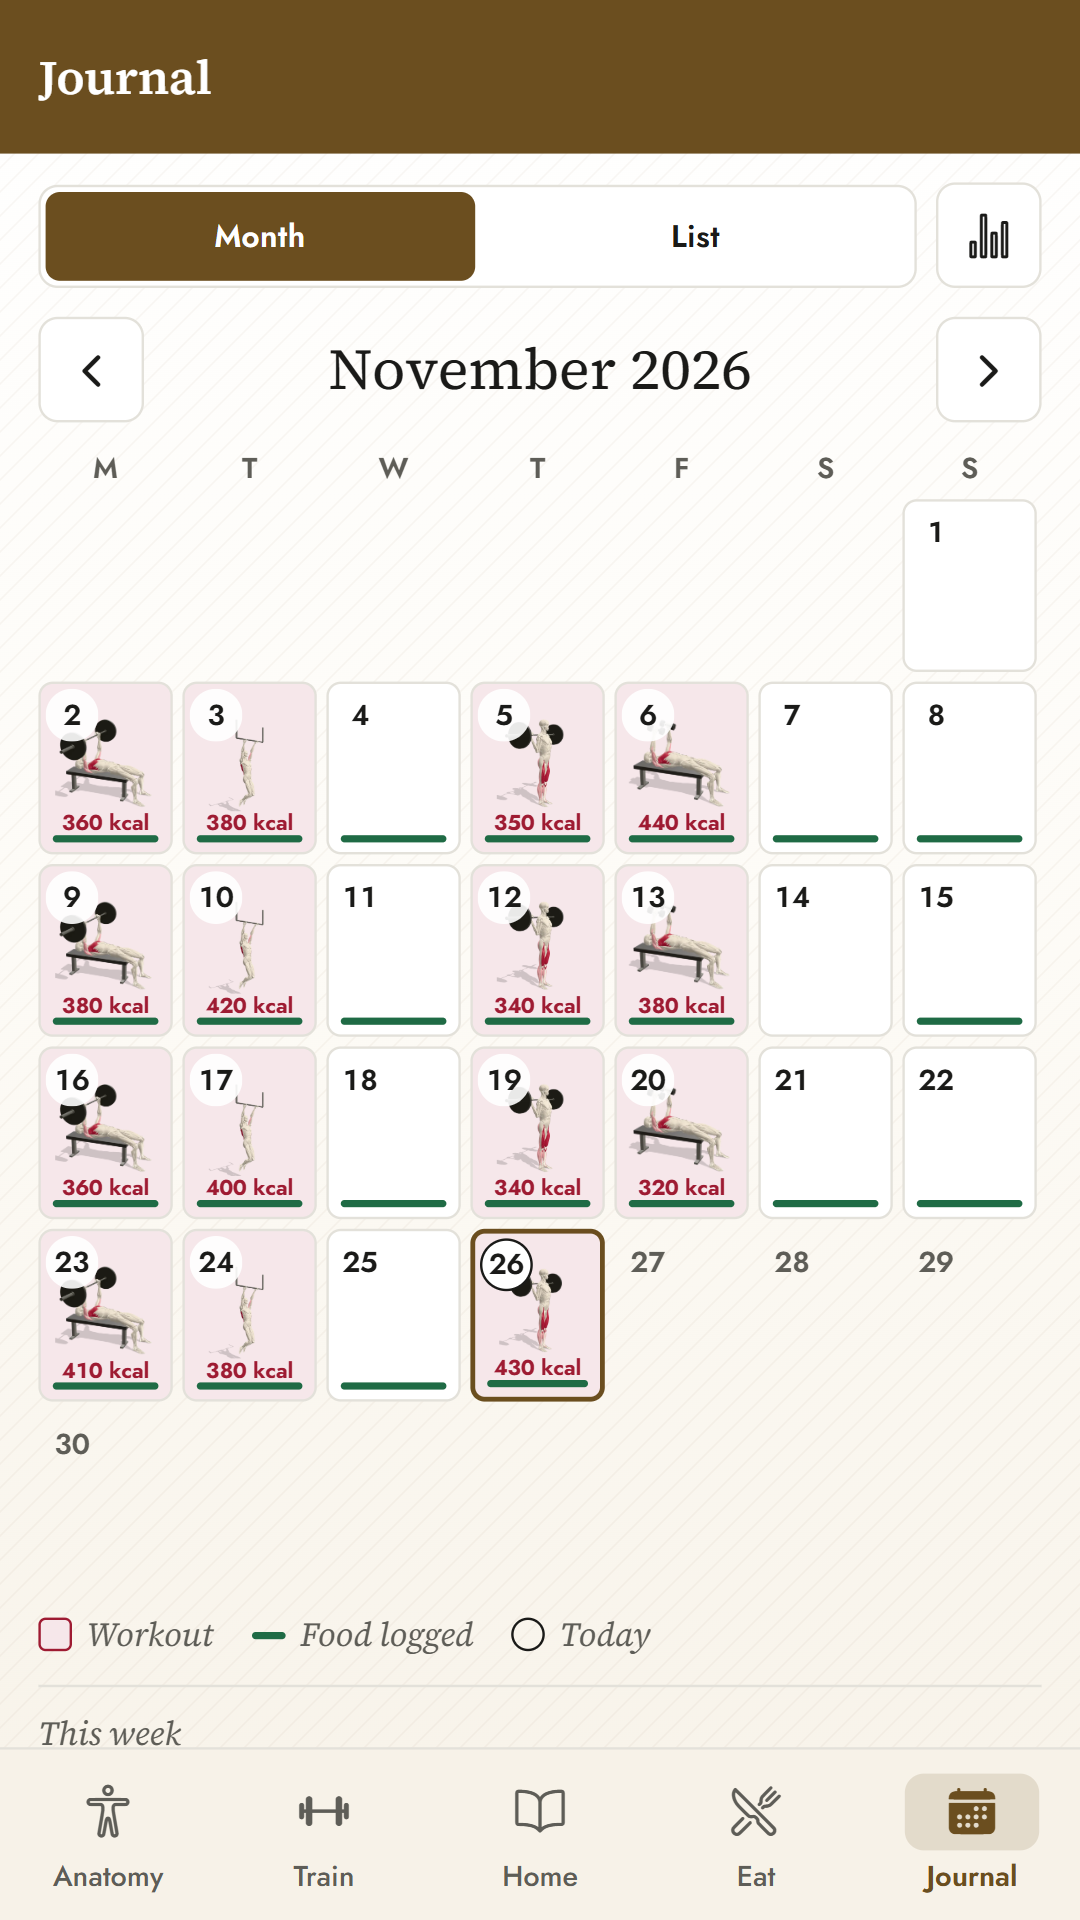 Journal
Month List
November 2026
M T W T F S S
1
2 3 4 5 6 7 8
360 kcal 380 kcal 350 kcal 440 kcal
9 10 11 12 13 14 15
380 kcal 420 kcal 340 kcal 380 kcal
16 17 18 19 20 21 22
360 kcal 400 kcal 340 kcal 320 kcal
23 24 25 26 27 28 29
410 kcal 380 kcal 430 kcal
30
Workout Food logged Today
This week
Anatomy Train Home Eat Journal